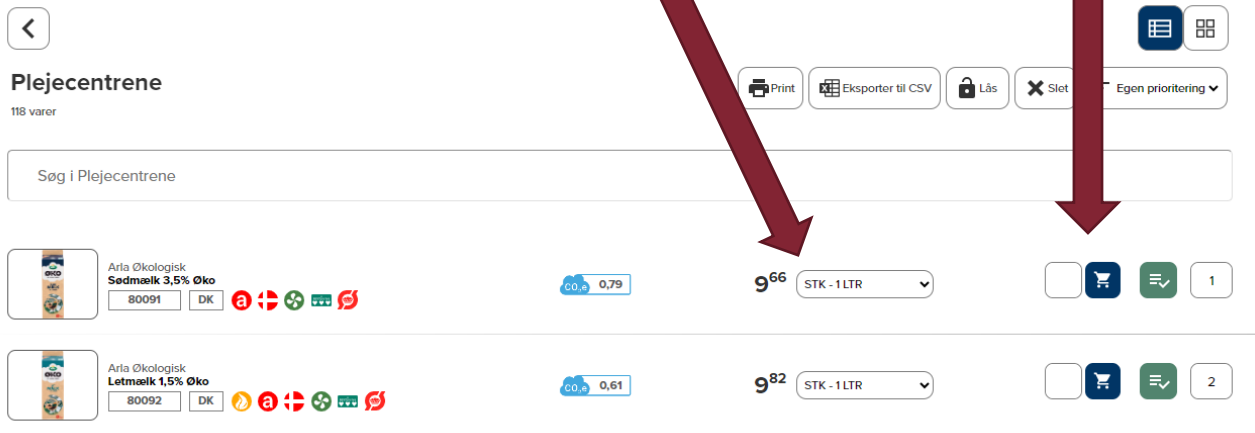 Plejecentrene
118 varer
Print
Eksporter til CSV
Lås
Slet
Egen prioritering
Søg i Plejecentrene
Arla Økologisk
Sødmælk 3,5% Øko
80091 DK
CO₂e 0,79
9⁶⁶ STK - 1 LTR
1
Arla Økologisk
Letmælk 1,5% Øko
80092 DK
CO₂e 0,61
9⁸² STK - 1 LTR
2